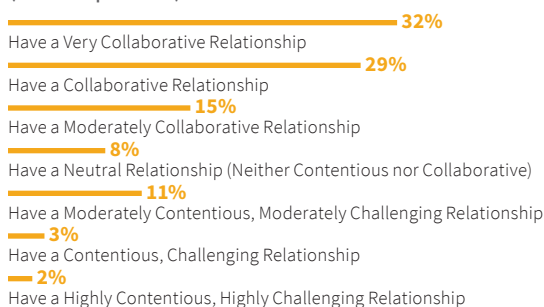 32%
Have a Very Collaborative Relationship
29%
Have a Collaborative Relationship
15%
Have a Moderately Collaborative Relationship
8%
Have a Neutral Relationship (Neither Contentious nor Collaborative)
11%
Have a Moderately Contentious, Moderately Challenging Relationship
3%
Have a Contentious, Challenging Relationship
2%
Have a Highly Contentious, Highly Challenging Relationship